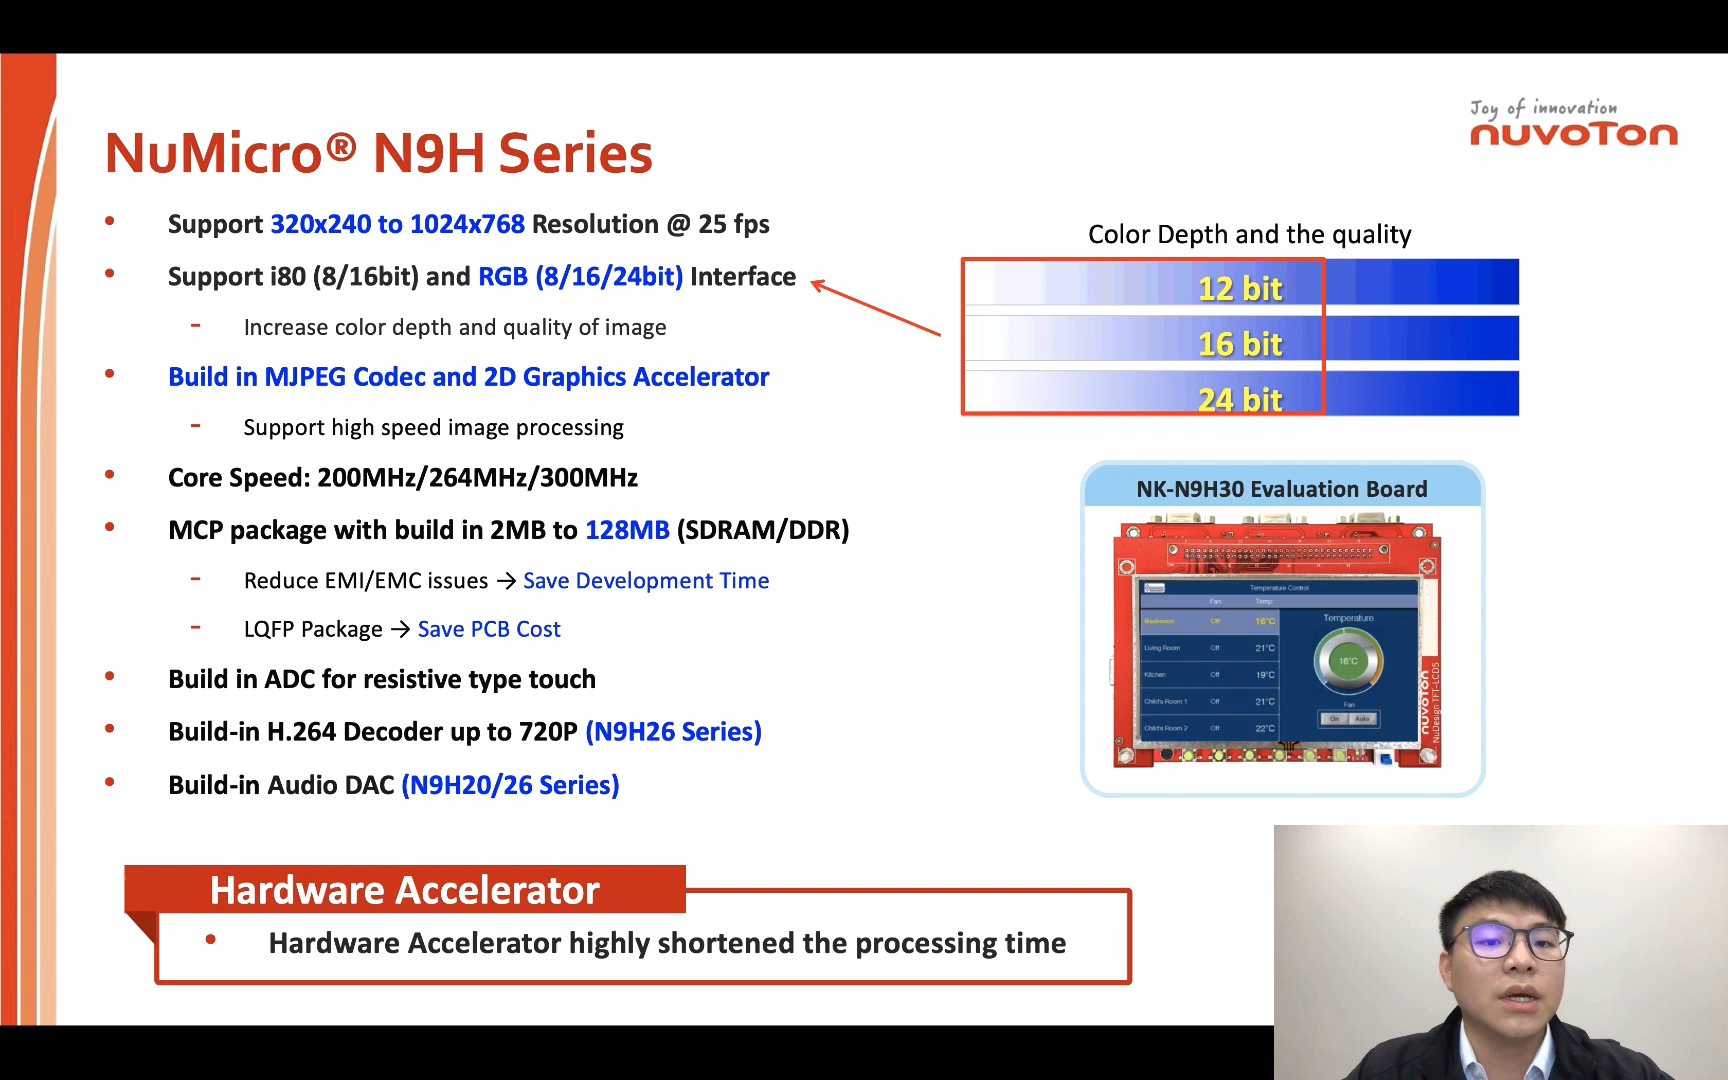 Joy of innovation
nuvoTon
NuMicro® N9H Series
• Support 320x240 to 1024x768 Resolution @ 25 fps
• Support i80 (8/16bit) and RGB (8/16/24bit) Interface
- Increase color depth and quality of image
• Build in MJPEG Codec and 2D Graphics Accelerator
- Support high speed image processing
• Core Speed: 200MHz/264MHz/300MHz
• MCP package with build in 2MB to 128MB (SDRAM/DDR)
- Reduce EMI/EMC issues → Save Development Time
- LQFP Package → Save PCB Cost
• Build in ADC for resistive type touch
• Build-in H.264 Decoder up to 720P (N9H26 Series)
• Build-in Audio DAC (N9H20/26 Series)
Color Depth and the quality
12 bit
16 bit
24 bit
NK-N9H30 Evaluation Board
Temperature Control
Fan Temp
Bedroom Off 16°C
Living Room Off 21°C
Kitchen Off 19°C
Child's Room 1 Off 21°C
Child's Room 2 Off 22°C
Temperature
16°C
Fan
On Auto
nuvoTon
NuDesign TFT-LCD5
Hardware Accelerator
• Hardware Accelerator highly shortened the processing time